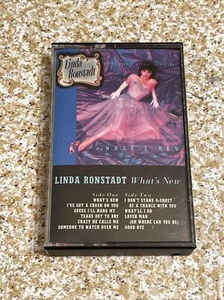 Linda
Ronstadt
WHAT'S NEW
LINDA RONSTADT What's New
Side One
WHAT'S NEW
I'VE GOT A CRUSH ON YOU
GUESS I'LL HANG MY
TEARS OUT TO DRY
CRAZY HE CALLS ME
SOMEONE TO WATCH OVER ME
Side Two
I DON'T STAND A GHOST
OF A CHANCE WITH YOU
WHAT'LL I DO
LOVER MAN
(OH WHERE CAN YOU BE)
GOOD-BYE